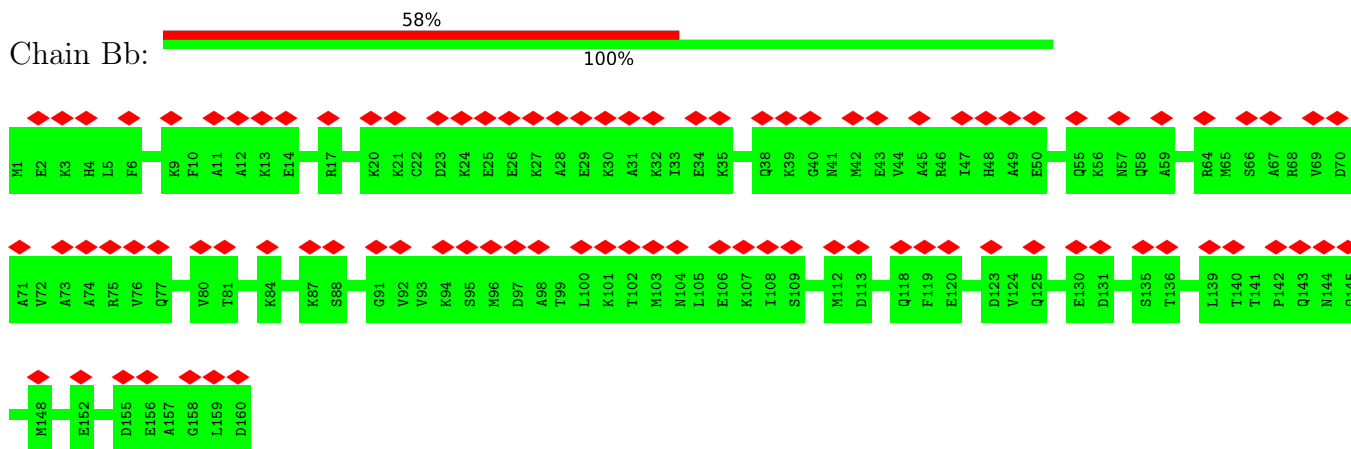 58%
Chain Bb:
100%
M1 E2 K3 H4 L5 F6 K9 F10 A11 A12 K13 E14 R17 K20 K21 C22 D23 K24 E25 E26 K27 A28 E29 K30 A31 K32 I33 E34 K35 Q38 K39 G40 N41 M42 E43 V44 A45 R46 I47 H48 A49 E50 Q55 K56 N57 Q58 A59 R64 M65 S66 A67 R68 V69 D70
A71 V72 A73 A74 R75 V76 Q77 V80 T81 K84 K87 S88 G91 V92 V93 K94 S95 M96 D97 A98 T99 L100 K101 T102 M103 N104 L105 E106 K107 I108 S109 M112 D113 Q118 F119 E120 D123 V124 Q125 E130 D131 S135 T136 L139 T140 T141 P142 Q143 N144
M148 E152 D155 E156 A157 G158 L159 D160